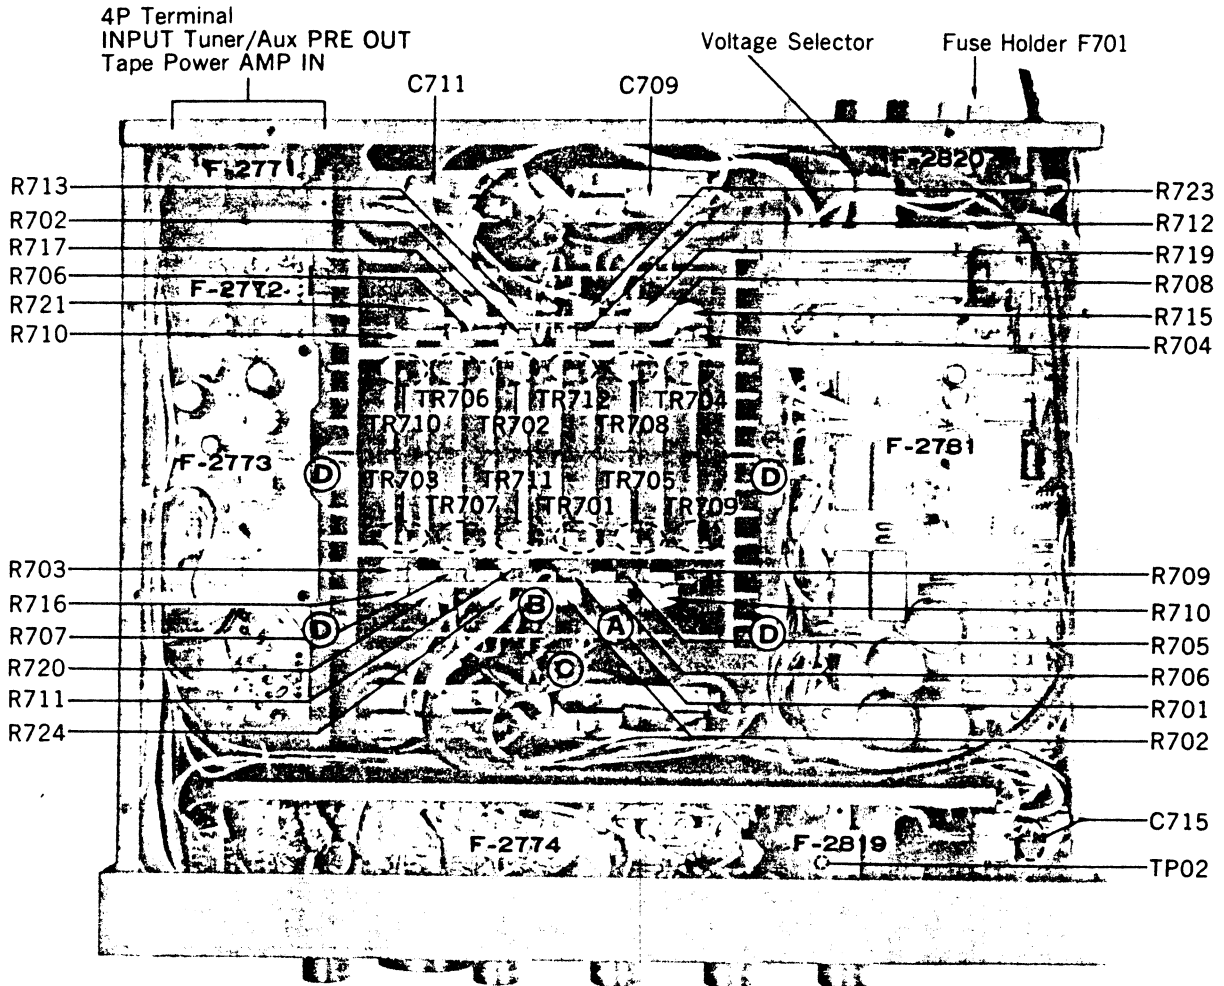 4P Terminal
INPUT Tuner/Aux PRE OUT
Tape Power AMP IN
Voltage Selector
Fuse Holder F701
C711
C709
F-2771
F-2820
R713
R702
R717
R706
R721
R710
R723
R712
R719
R708
R715
R704
F-2772
TR706
TR712
TR704
TR710
TR702
TR708
F-2773
F-2781
D
D
TR703
TR711
TR705
TR707
TR701
TR709
R703
R716
R707
R720
R711
R724
B
A
C
D
D
R709
R710
R705
R706
R701
R702
C715
TP02
F-2774
F-2819